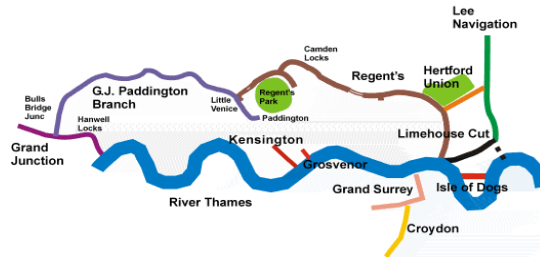 Lee
Navigation
Camden
Locks
G.J. Paddington
Branch
Regent's
Hertford
Union
Bulls
Bridge
Junc
Little
Venice
Regent's
Park
Hanwell
Locks
Paddington
Limehouse Cut
Grand
Junction
Kensington
Grosvenor
River Thames
Grand Surrey
Isle of Dogs
Croydon